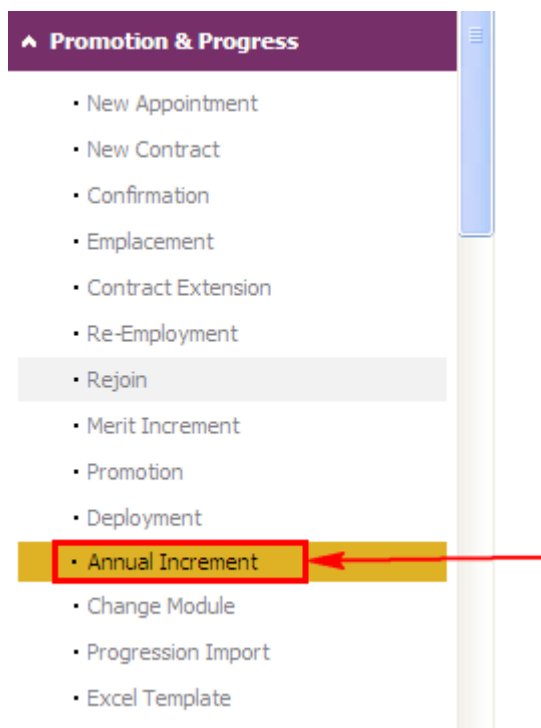 Promotion & Progress
New Appointment
New Contract
Confirmation
Emplacement
Contract Extension
Re-Employment
Rejoin
Merit Increment
Promotion
Deployment
Annual Increment
Change Module
Progression Import
Excel Template